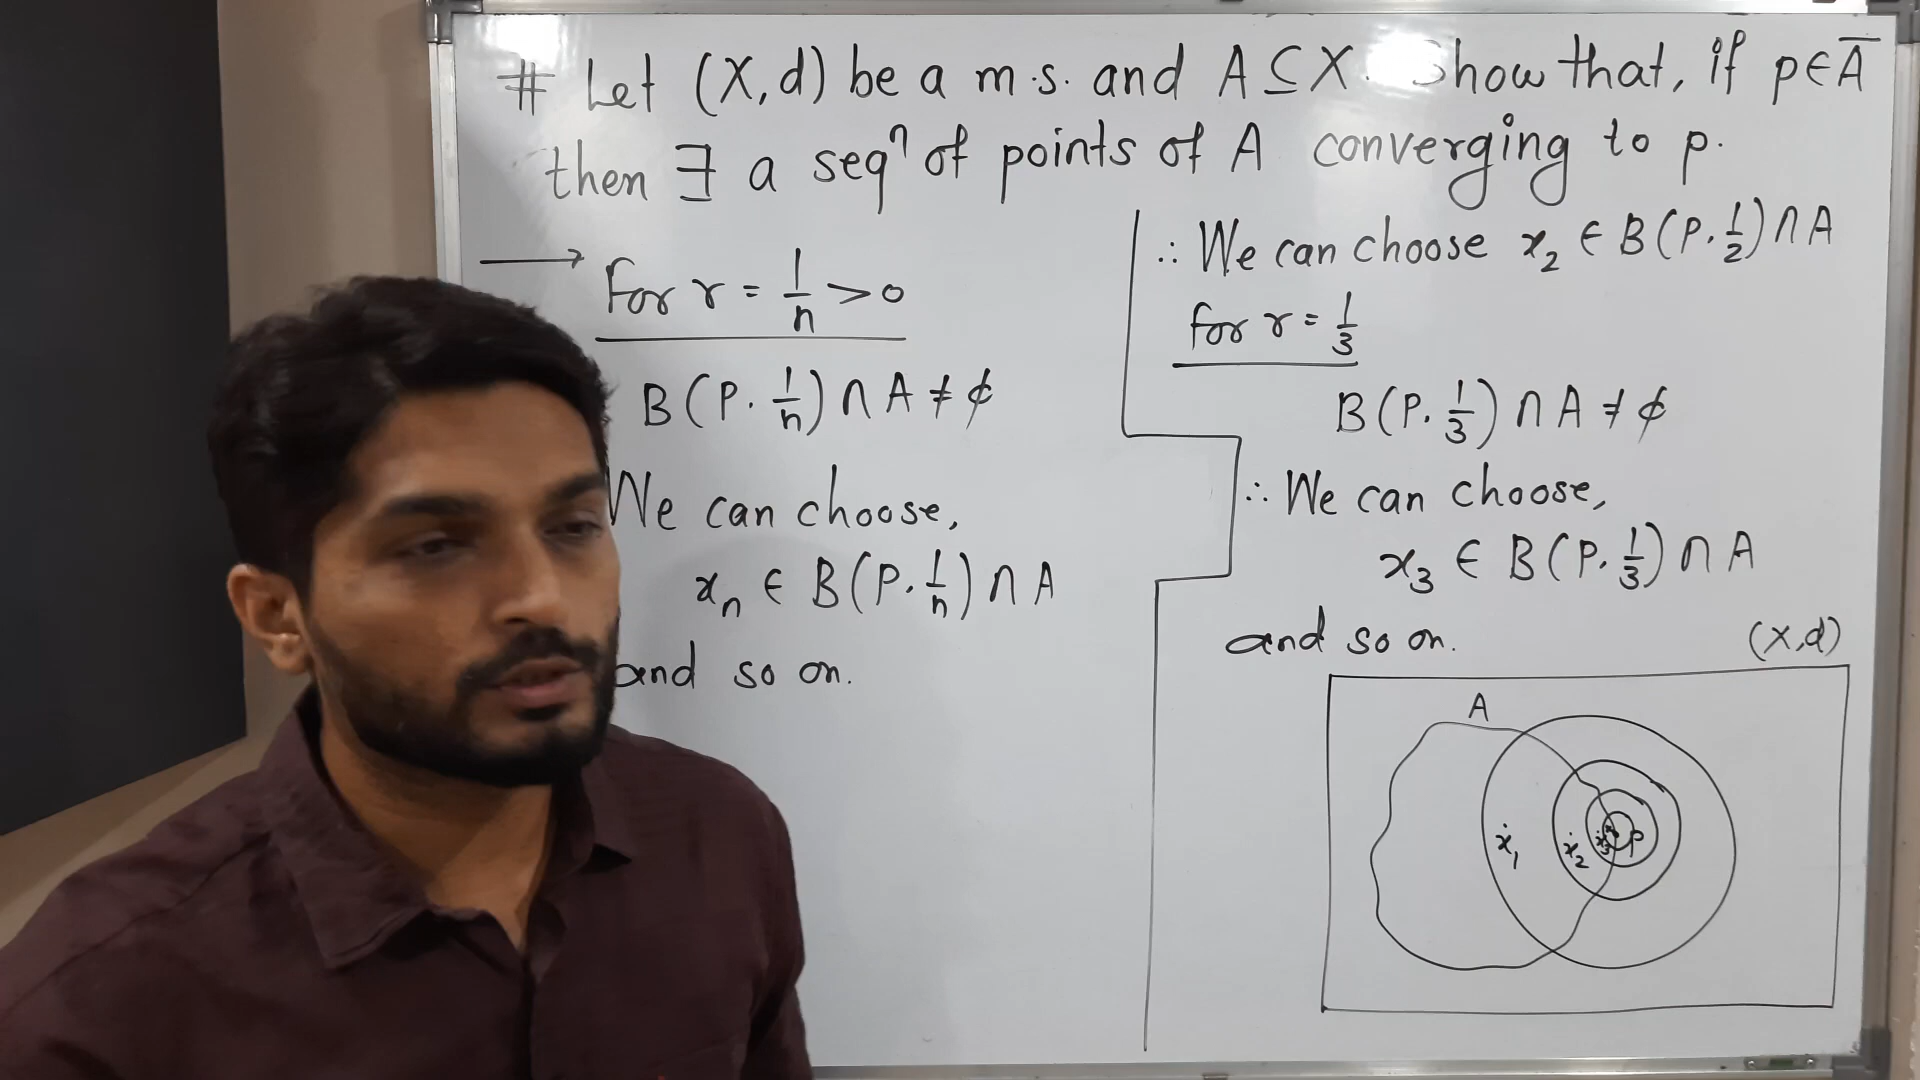 # Let (X,d) be a m.s. and A⊆X. Show that, if p∈A̅
then ∃ a seqⁿ of points of A converging to p.
→ For r = 1/n > 0
B(P, 1/n) ∩ A ≠ ¢
We can choose,
xₙ ∈ B(P, 1/n) ∩ A
and so on.
∴ We can choose x₂ ∈ B(P, 1/2) ∩ A
for r = 1/3
B(P, 1/3) ∩ A ≠ ¢
∴ We can choose,
x₃ ∈ B(P, 1/3) ∩ A
and so on.
(X,d)
A
x₁ x₂ x₃ P